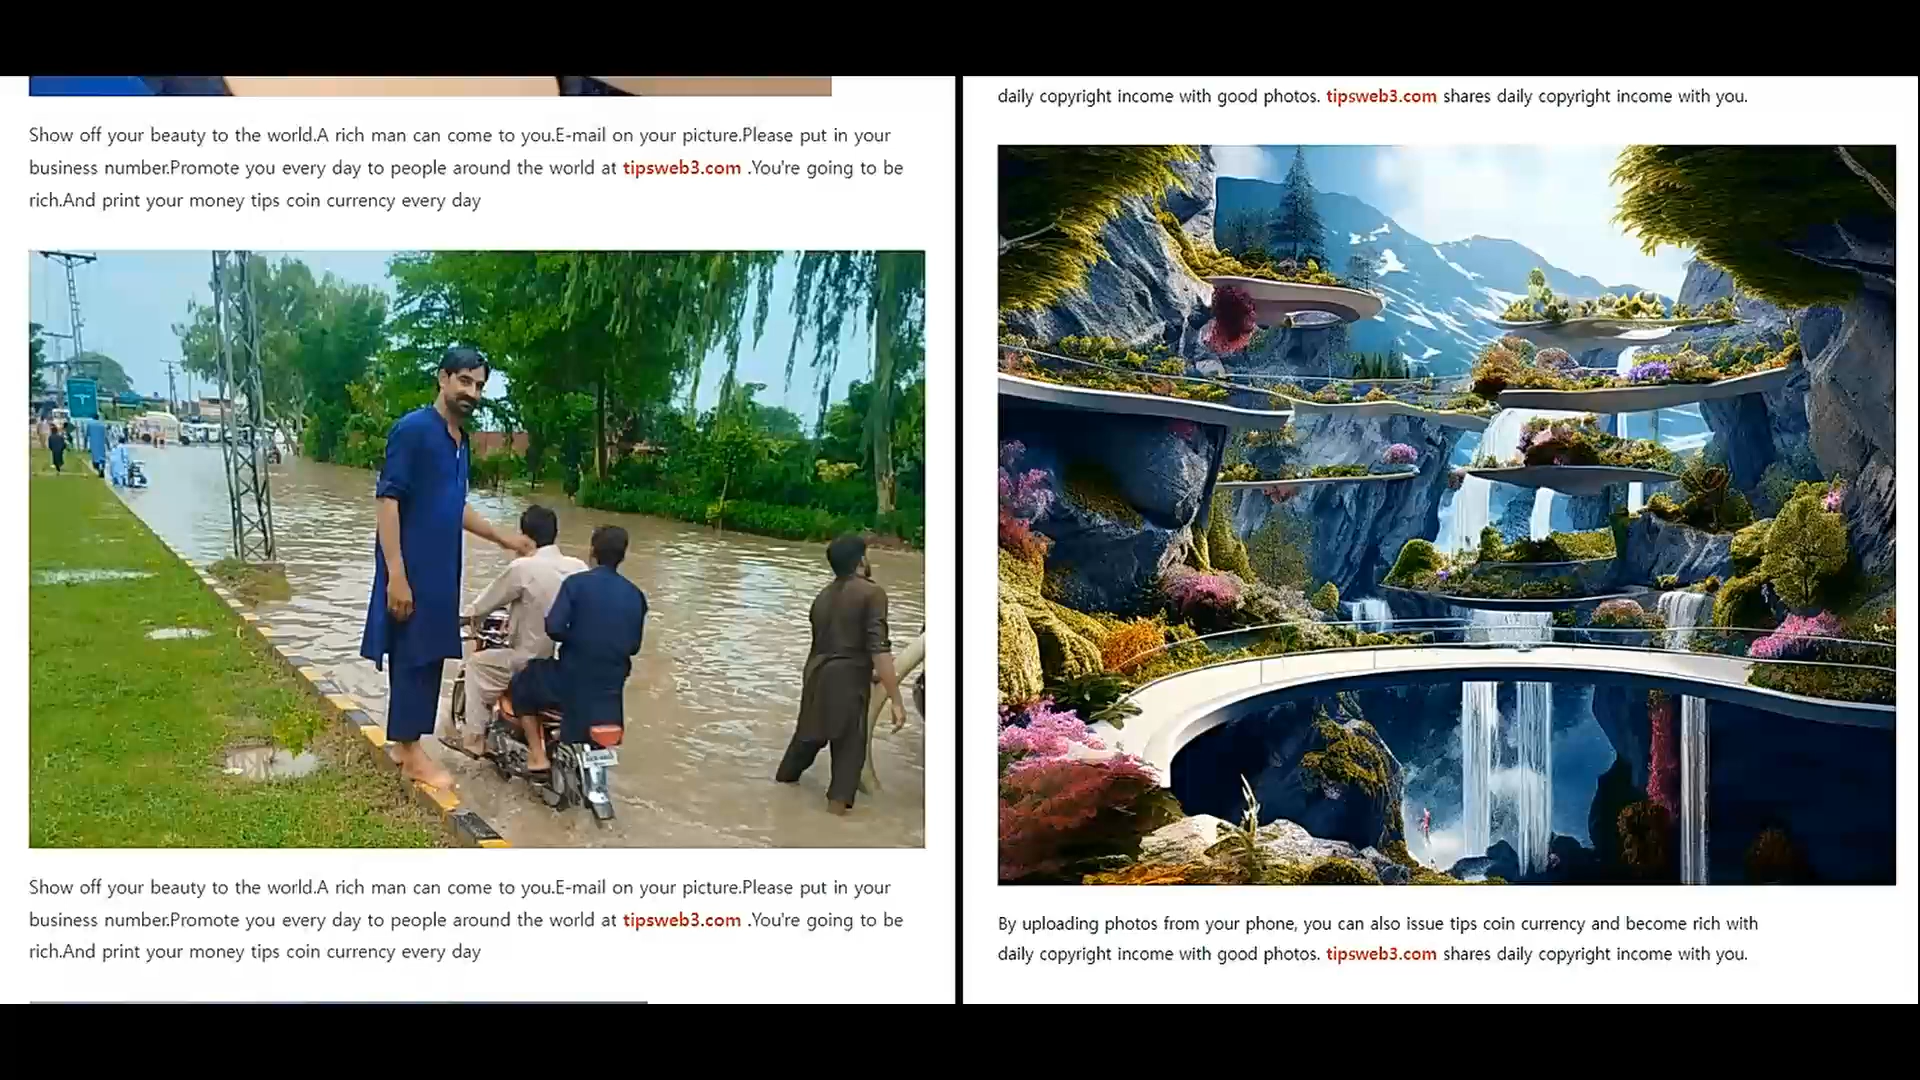 Show off your beauty to the world.A rich man can come to you.E-mail on your picture.Please put in your
business number.Promote you every day to people around the world at tipsweb3.com .You're going to be
rich.And print your money tips coin currency every day
Show off your beauty to the world.A rich man can come to you.E-mail on your picture.Please put in your
business number.Promote you every day to people around the world at tipsweb3.com .You're going to be
rich.And print your money tips coin currency every day
daily copyright income with good photos. tipsweb3.com shares daily copyright income with you.
By uploading photos from your phone, you can also issue tips coin currency and become rich with
daily copyright income with good photos. tipsweb3.com shares daily copyright income with you.